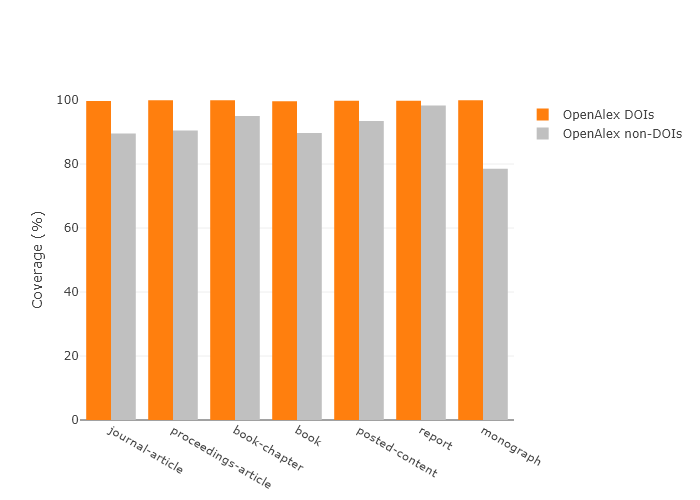 100
80
60
40
20
0
Coverage (%)
journal-article
proceedings-article
book-chapter
book
posted-content
report
monograph
OpenAlex DOIs
OpenAlex non-DOIs